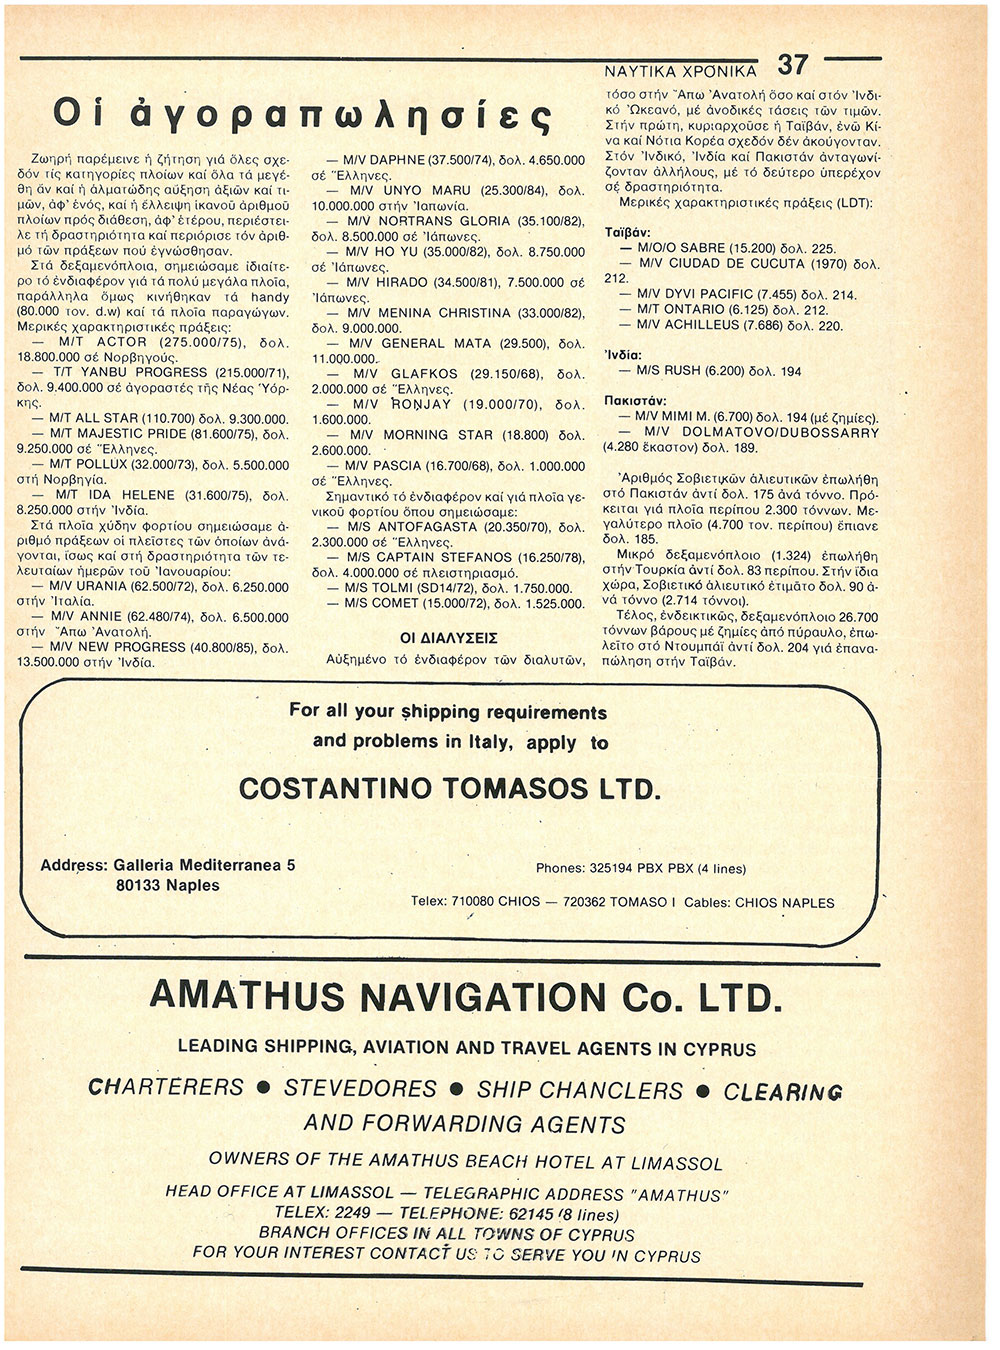 ΝΑΥΤΙΚΑ ΧΡΟΝΙΚΑ 37
Οἱ ἀγοραπωλησίες
Ζωηρή παρέμεινε ἡ ζήτηση γιά ὅλες σχε-
δόν τίς κατηγορίες πλοίων καί ὅλα τά μεγέ-
θη ἄν καί ἡ ἁλματώδης αὔξηση ἀξιῶν καί τι-
μῶν, ἀφ' ἑνός, καί ἡ ἔλλειψη ἱκανοῦ ἀριθμοῦ
πλοίων πρός διάθεση, ἀφ' ἑτέρου, περιέστει-
λε τή δραστηριότητα καί περιόρισε τόν ἀριθ-
μό τῶν πράξεων πού ἐγνώσθησαν.
Στά δεξαμενόπλοια, σημειώσαμε ἰδιαίτε-
ρο τό ἐνδιαφέρον γιά τά πολύ μεγάλα πλοῖα,
παράλληλα ὅμως κινήθηκαν τά handy
(80.000 τον. d.w) καί τά πλοῖα παραγώγων.
Μερικές χαρακτηριστικές πράξεις:
— M/T ACTOR (275.000/75), δολ.
18.800.000 σέ Νορβηγούς.
— T/T YANBU PROGRESS (215.000/71),
δολ. 9.400.000 σέ ἀγοραστές τῆς Νέας Ὑόρ-
κης.
— M/T ALL STAR (110.700) δολ. 9.300.000.
— M/T MAJESTIC PRIDE (81.600/75), δολ.
9.250.000 σέ Ἕλληνες.
— M/T POLLUX (32.000/73), δολ. 5.500.000
στή Νορβηγία.
— M/T IDA HELENE (31.600/75), δολ.
8.250.000 στήν Ἰνδία.
Στά πλοῖα χύδην φορτίου σημειώσαμε ἀ-
ριθμό πράξεων οἱ πλεῖστες τῶν ὁποίων ἀνά-
γονται, ἴσως καί στή δραστηριότητα τῶν τε-
λευταίων ἡμερῶν τοῦ Ἰανουαρίου:
— M/V URANIA (62.500/72), δολ. 6.250.000
στήν Ἰταλία.
— M/V ANNIE (62.480/74), δολ. 6.500.000
στήν Ἄπω Ἀνατολή.
— M/V NEW PROGRESS (40.800/85), δολ.
13.500.000 στήν Ἰνδία.
— M/V DAPHNE (37.500/74), δολ. 4.650.000
σέ Ἕλληνες.
— M/V UNYO MARU (25.300/84), δολ.
10.000.000 στήν Ἰαπωνία.
— M/V NORTRANS GLORIA (35.100/82),
δολ. 8.500.000 σέ Ἰάπωνες.
— M/V HO YU (35.000/82), δολ. 8.750.000
σέ Ἰάπωνες.
— M/V HIRADO (34.500/81), 7.500.000 σέ
Ἰάπωνες.
— M/V MENINA CHRISTINA (33.000/82),
δολ. 9.000.000.
— M/V GENERAL MATA (29.500), δολ.
11.000.000.
— M/V GLAFKOS (29.150/68), δολ.
2.000.000 σέ Ἕλληνες.
— M/V RONJAY (19.000/70), δολ.
1.600.000.
— M/V MORNING STAR (18.800) δολ.
2.600.000.
— M/V PASCIA (16.700/68), δολ. 1.000.000
σέ Ἕλληνες.
Σημαντικό τό ἐνδιαφέρον καί γιά πλοῖα γε-
νικοῦ φορτίου ὅπου σημειώσαμε:
— M/S ANTOFAGASTA (20.350/70), δολ.
2.300.000 σέ Ἕλληνες.
— M/S CAPTAIN STEFANOS (16.250/78),
δολ. 4.000.000 σέ πλειστηριασμό.
— M/S TOLMI (SD14/72), δολ. 1.750.000.
— M/S COMET (15.000/72), δολ. 1.525.000.
ΟΙ ΔΙΑΛΥΣΕΙΣ
Αὐξημένο τό ἐνδιαφέρον τῶν διαλυτῶν,
τόσο στήν Ἄπω Ἀνατολή ὅσο καί στόν Ἰνδι-
κό Ὠκεανό, μέ ἀνοδικές τάσεις τῶν τιμῶν.
Στήν πρώτη, κυριαρχοῦσε ἡ Ταϊβάν, ἐνῶ Κί-
να καί Νότια Κορέα σχεδόν δέν ἀκούγονταν.
Στόν Ἰνδικό, Ἰνδία καί Πακιστάν ἀνταγωνί-
ζονταν ἀλλήλους, μέ τό δεύτερο ὑπερέχον
σέ δραστηριότητα.
Μερικές χαρακτηριστικές πράξεις (LDT):
Ταϊβάν:
— M/O/O SABRE (15.200) δολ. 225.
— M/V CIUDAD DE CUCUTA (1970) δολ.
212.
— M/V DYVI PACIFIC (7.455) δολ. 214.
— M/T ONTARIO (6.125) δολ. 212.
— M/V ACHILLEUS (7.686) δολ. 220.
Ἰνδία:
— M/S RUSH (6.200) δολ. 194
Πακιστάν:
— M/V MIMI M. (6.700) δολ. 194 (μέ ζημίες).
— M/V DOLMATOVO/DUBOSSARRY
(4.280 ἕκαστον) δολ. 189.
Ἀριθμός Σοβιετικῶν ἁλιευτικῶν ἐπωλήθη
στό Πακιστάν ἀντί δολ. 175 ἀνά τόννο. Πρό-
κειται γιά πλοῖα περίπου 2.300 τόννων. Με-
γαλύτερο πλοῖο (4.700 τον. περίπου) ἔπιανε
δολ. 185.
Μικρό δεξαμενόπλοιο (1.324) ἐπωλήθη
στήν Τουρκία ἀντί δολ. 83 περίπου. Στήν ἴδια
χώρα, Σοβιετικό ἁλιευτικό ἐτιμᾶτο δολ. 90 ἀ-
νά τόννο (2.714 τόννοι).
Τέλος, ἐνδεικτικῶς, δεξαμενόπλοιο 26.700
τόννων βάρους μέ ζημίες ἀπό πύραυλο, ἐπω-
λεῖτο στό Ντουμπάϊ ἀντί δολ. 204 γιά ἐπανα-
πώληση στήν Ταϊβάν.
For all your shipping requirements
and problems in Italy, apply to
COSTANTINO TOMASOS LTD.
Address: Galleria Mediterranea 5
80133 Naples
Phones: 325194 PBX PBX (4 lines)
Telex: 710080 CHIOS — 720362 TOMASO I Cables: CHIOS NAPLES
AMATHUS NAVIGATION Co. LTD.
LEADING SHIPPING, AVIATION AND TRAVEL AGENTS IN CYPRUS
CHARTERERS ● STEVEDORES ● SHIP CHANCLERS ● CLEARING
AND FORWARDING AGENTS
OWNERS OF THE AMATHUS BEACH HOTEL AT LIMASSOL
HEAD OFFICE AT LIMASSOL — TELEGRAPHIC ADDRESS "AMATHUS"
TELEX: 2249 — TELEPHONE: 62145 (8 lines)
BRANCH OFFICES IN ALL TOWNS OF CYPRUS
FOR YOUR INTEREST CONTACT US TO SERVE YOU IN CYPRUS